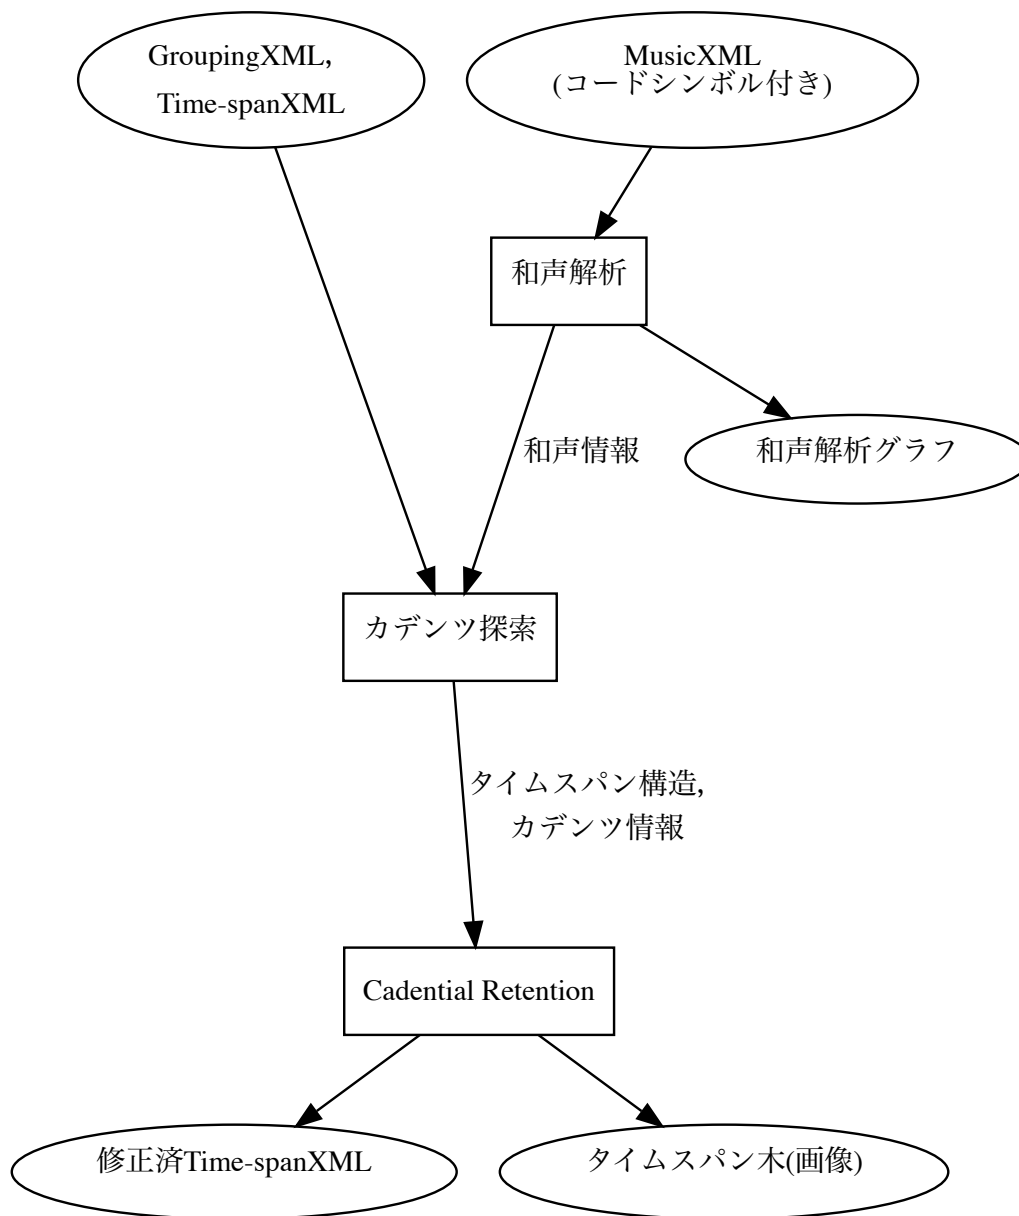 GroupingXML,
Time-spanXML
MusicXML
(コードシンボル付き)
和声解析
和声情報
和声解析グラフ
カデンツ探索
タイムスパン構造,
カデンツ情報
Cadential Retention
修正済Time-spanXML
タイムスパン木(画像)